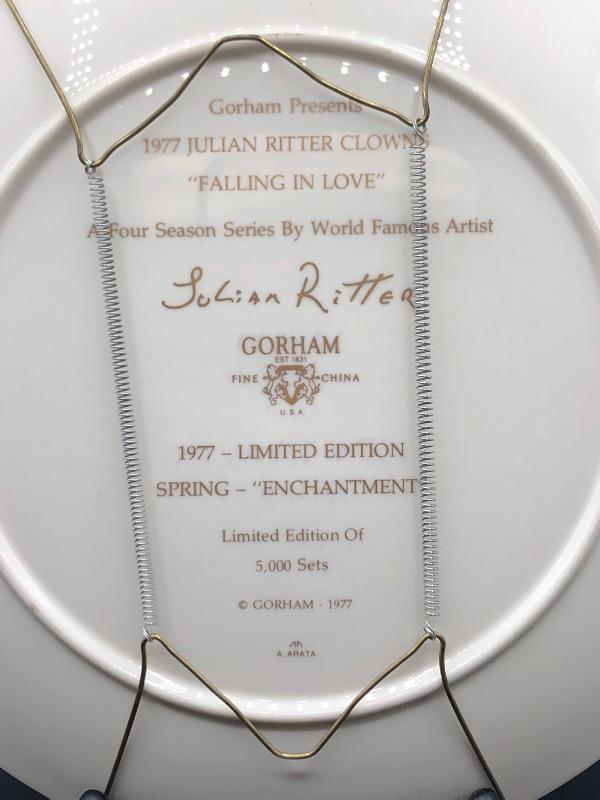 Gorham Presents
1977 JULIAN RITTER CLOWNS
“FALLING IN LOVE”
A Four Season Series By World Famous Artist
Julian Ritter
GORHAM
EST 1831
FINE CHINA
U.S.A
1977 – LIMITED EDITION
SPRING – “ENCHANTMENT
Limited Edition Of
5,000 Sets
© GORHAM - 1977
A. ARATA